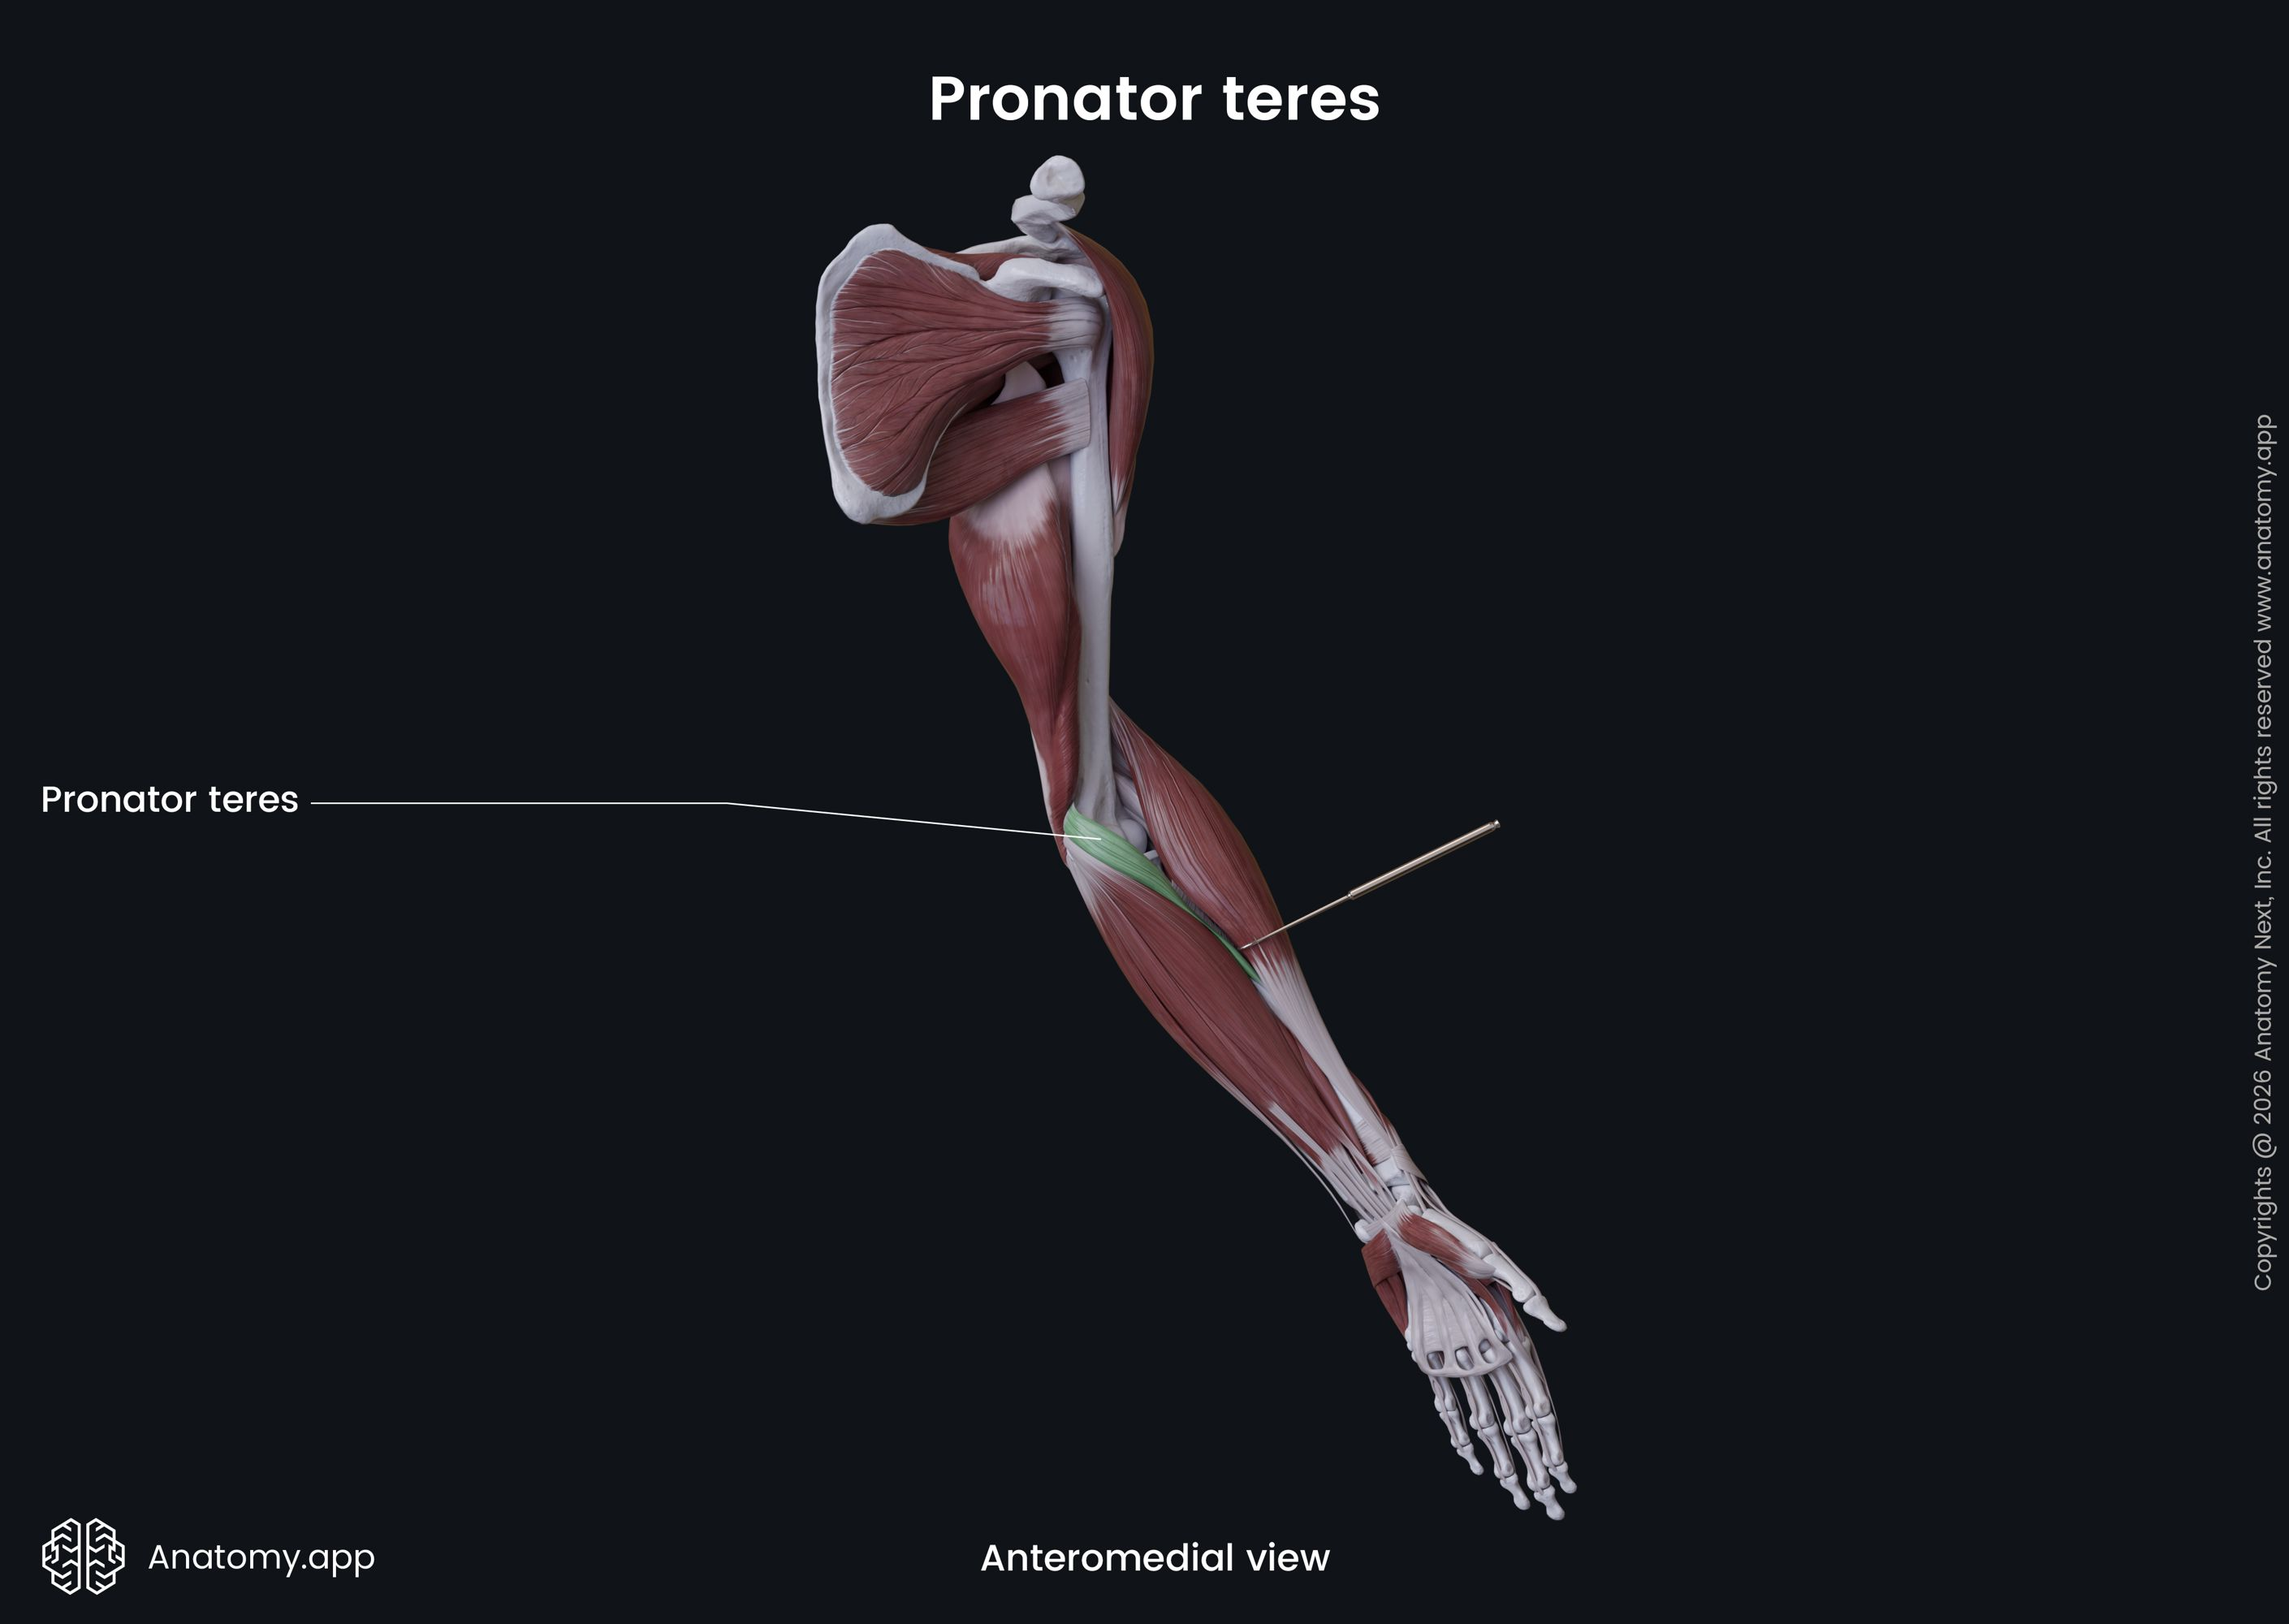 Pronator teres
Pronator teres
Copyrights @ 2026 Anatomy Next, Inc. All rights reserved www.anatomy.app
Anatomy.app
Anteromedial view